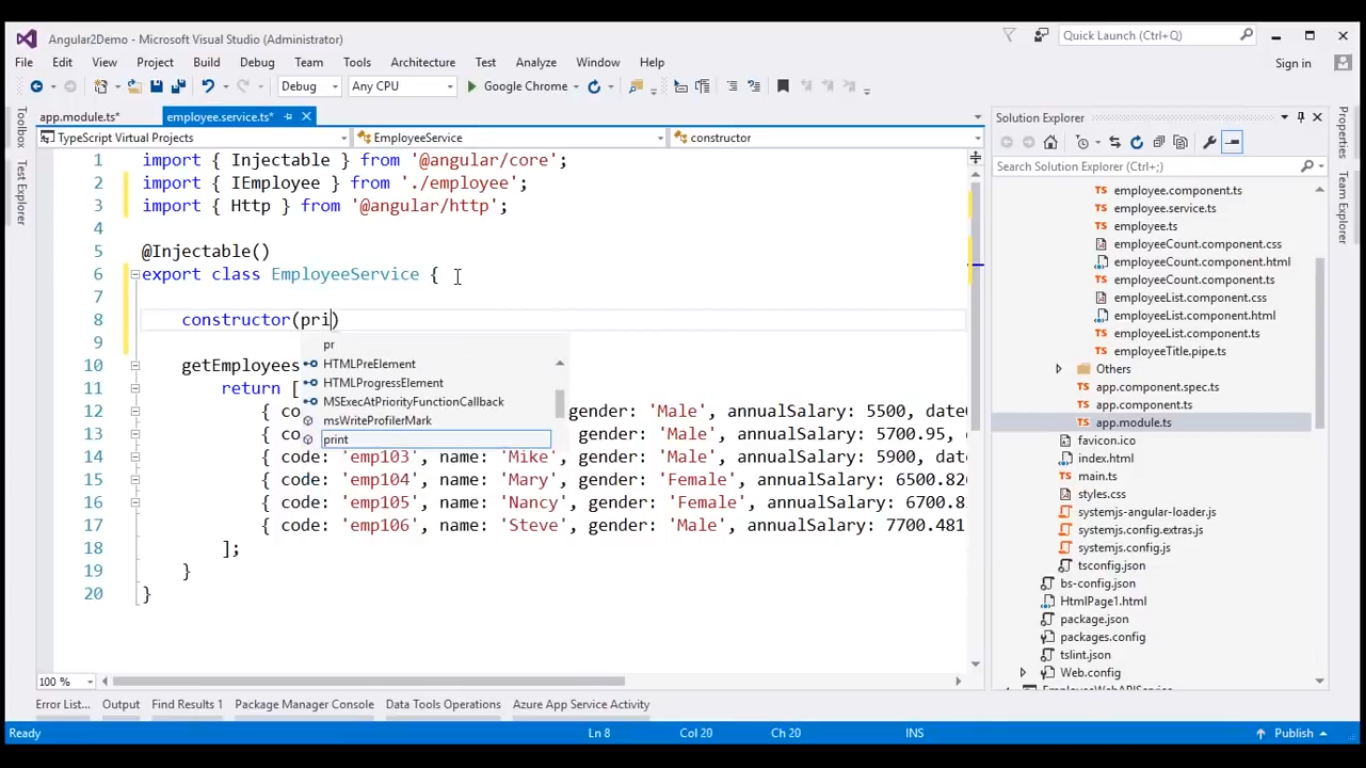 Angular2Demo - Microsoft Visual Studio (Administrator)
Quick Launch (Ctrl+Q)
File Edit View Project Build Debug Team Tools Architecture Test Analyze Window Help
Sign in
Debug Any CPU Google Chrome
app.module.ts* employee.service.ts*
TypeScript Virtual Projects EmployeeService constructor
Toolbox
Test Explorer
1 import { Injectable } from '@angular/core';
2 import { IEmployee } from './employee';
3 import { Http } from '@angular/http';
4
5 @Injectable()
6 export class EmployeeService {
7
8 constructor(pri)
9
pr
HTMLPreElement
HTMLProgressElement
MSExecAtPriorityFunctionCallback
msWriteProfilerMark
print
10 getEmployees
11 return [
12 { co gender: 'Male', annualSalary: 5500, date
13 { co gender: 'Male', annualSalary: 5700.95,
14 { code: 'emp103', name: 'Mike', gender: 'Male', annualSalary: 5900, dat
15 { code: 'emp104', name: 'Mary', gender: 'Female', annualSalary: 6500.826
16 { code: 'emp105', name: 'Nancy', gender: 'Female', annualSalary: 6700.8
17 { code: 'emp106', name: 'Steve', gender: 'Male', annualSalary: 7700.481
18 ];
19 }
20 }
100 %
Solution Explorer
Search Solution Explorer (Ctrl+;)
employee.component.ts
employee.service.ts
employee.ts
employeeCount.component.css
employeeCount.component.html
employeeCount.component.ts
employeeList.component.css
employeeList.component.html
employeeList.component.ts
employeeTitle.pipe.ts
Others
app.component.spec.ts
app.component.ts
app.module.ts
favicon.ico
index.html
main.ts
styles.css
systemjs-angular-loader.js
systemjs.config.extras.js
systemjs.config.js
tsconfig.json
bs-config.json
HtmlPage1.html
package.json
packages.config
tslint.json
Web.config
Properties
Team Explorer
Error List... Output Find Results 1 Package Manager Console Data Tools Operations Azure App Service Activity
Ready Ln 8 Col 20 Ch 20 INS Publish